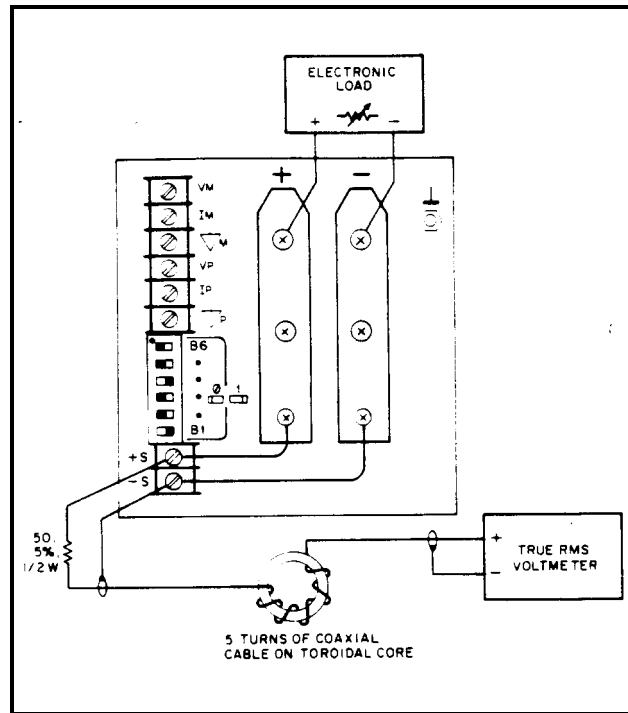 ELECTRONIC
LOAD
+ −
+ −
VM
IM
▽M
VP
IP
▽P
B6
Ø 1
B1
+S
−S
50,
5%,
1/2 W
+
−
TRUE RMS
VOLTMETER
5 TURNS OF COAXIAL
CABLE ON TOROIDAL CORE